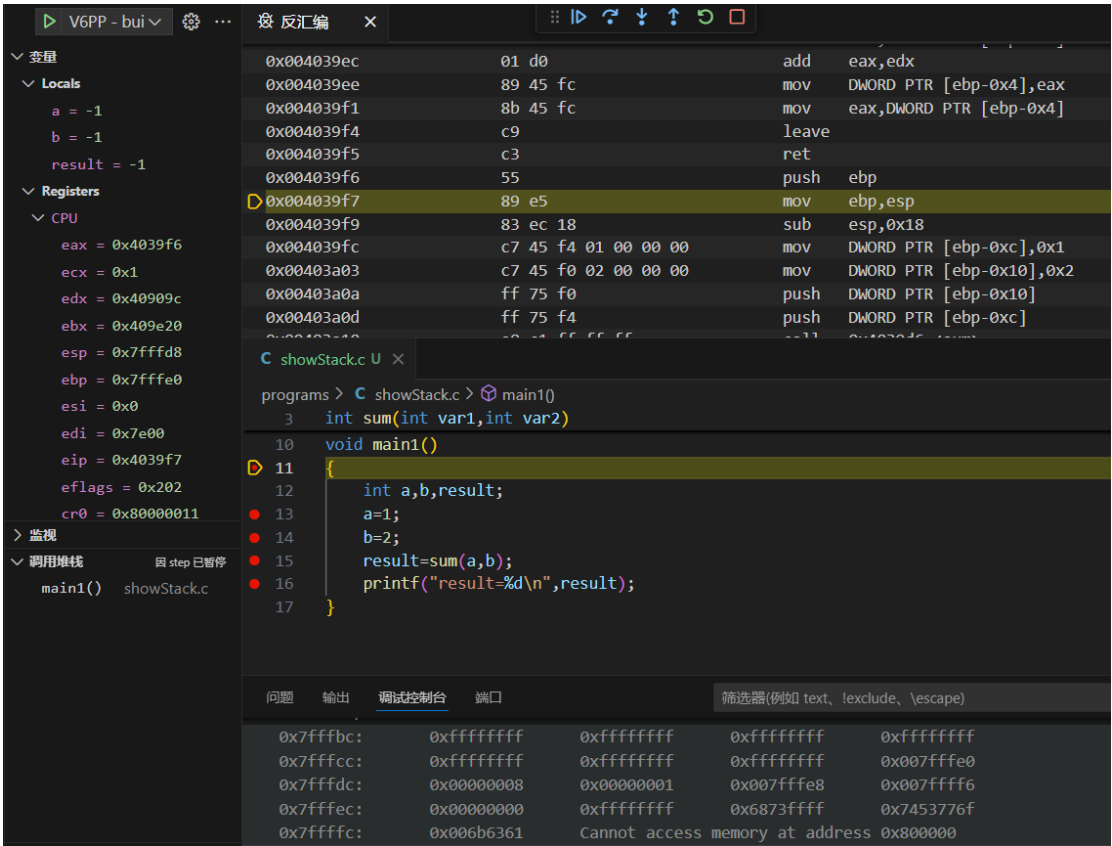 V6PP - bui
变量
Locals
a = -1
b = -1
result = -1
Registers
CPU
eax = 0x4039f6
ecx = 0x1
edx = 0x40909c
ebx = 0x409e20
esp = 0x7fffd8
ebp = 0x7fffe0
esi = 0x0
edi = 0x7e00
eip = 0x4039f7
eflags = 0x202
cr0 = 0x80000011
监视
调用堆栈 因 step 已暂停
main1() showStack.c
反汇编
0x004039ec 01 d0 add eax,edx
0x004039ee 89 45 fc mov DWORD PTR [ebp-0x4],eax
0x004039f1 8b 45 fc mov eax,DWORD PTR [ebp-0x4]
0x004039f4 c9 leave
0x004039f5 c3 ret
0x004039f6 55 push ebp
0x004039f7 89 e5 mov ebp,esp
0x004039f9 83 ec 18 sub esp,0x18
0x004039fc c7 45 f4 01 00 00 00 mov DWORD PTR [ebp-0xc],0x1
0x00403a03 c7 45 f0 02 00 00 00 mov DWORD PTR [ebp-0x10],0x2
0x00403a0a ff 75 f0 push DWORD PTR [ebp-0x10]
0x00403a0d ff 75 f4 push DWORD PTR [ebp-0xc]
C showStack.c U
programs > C showStack.c > main1()
3 int sum(int var1,int var2)
10 void main1()
11 {
12 int a,b,result;
13 a=1;
14 b=2;
15 result=sum(a,b);
16 printf("result=%d\n",result);
17 }
问题 输出 调试控制台 端口 筛选器(例如 text、!exclude、\escape)
0x7fffbc: 0xffffffff 0xffffffff 0xffffffff 0xffffffff
0x7fffcc: 0xffffffff 0xffffffff 0xffffffff 0x007fffe0
0x7fffdc: 0x00000008 0x00000001 0x007fffe8 0x007ffff6
0x7fffec: 0x00000000 0xffffffff 0x6873ffff 0x7453776f
0x7ffffc: 0x006b6361 Cannot access memory at address 0x800000